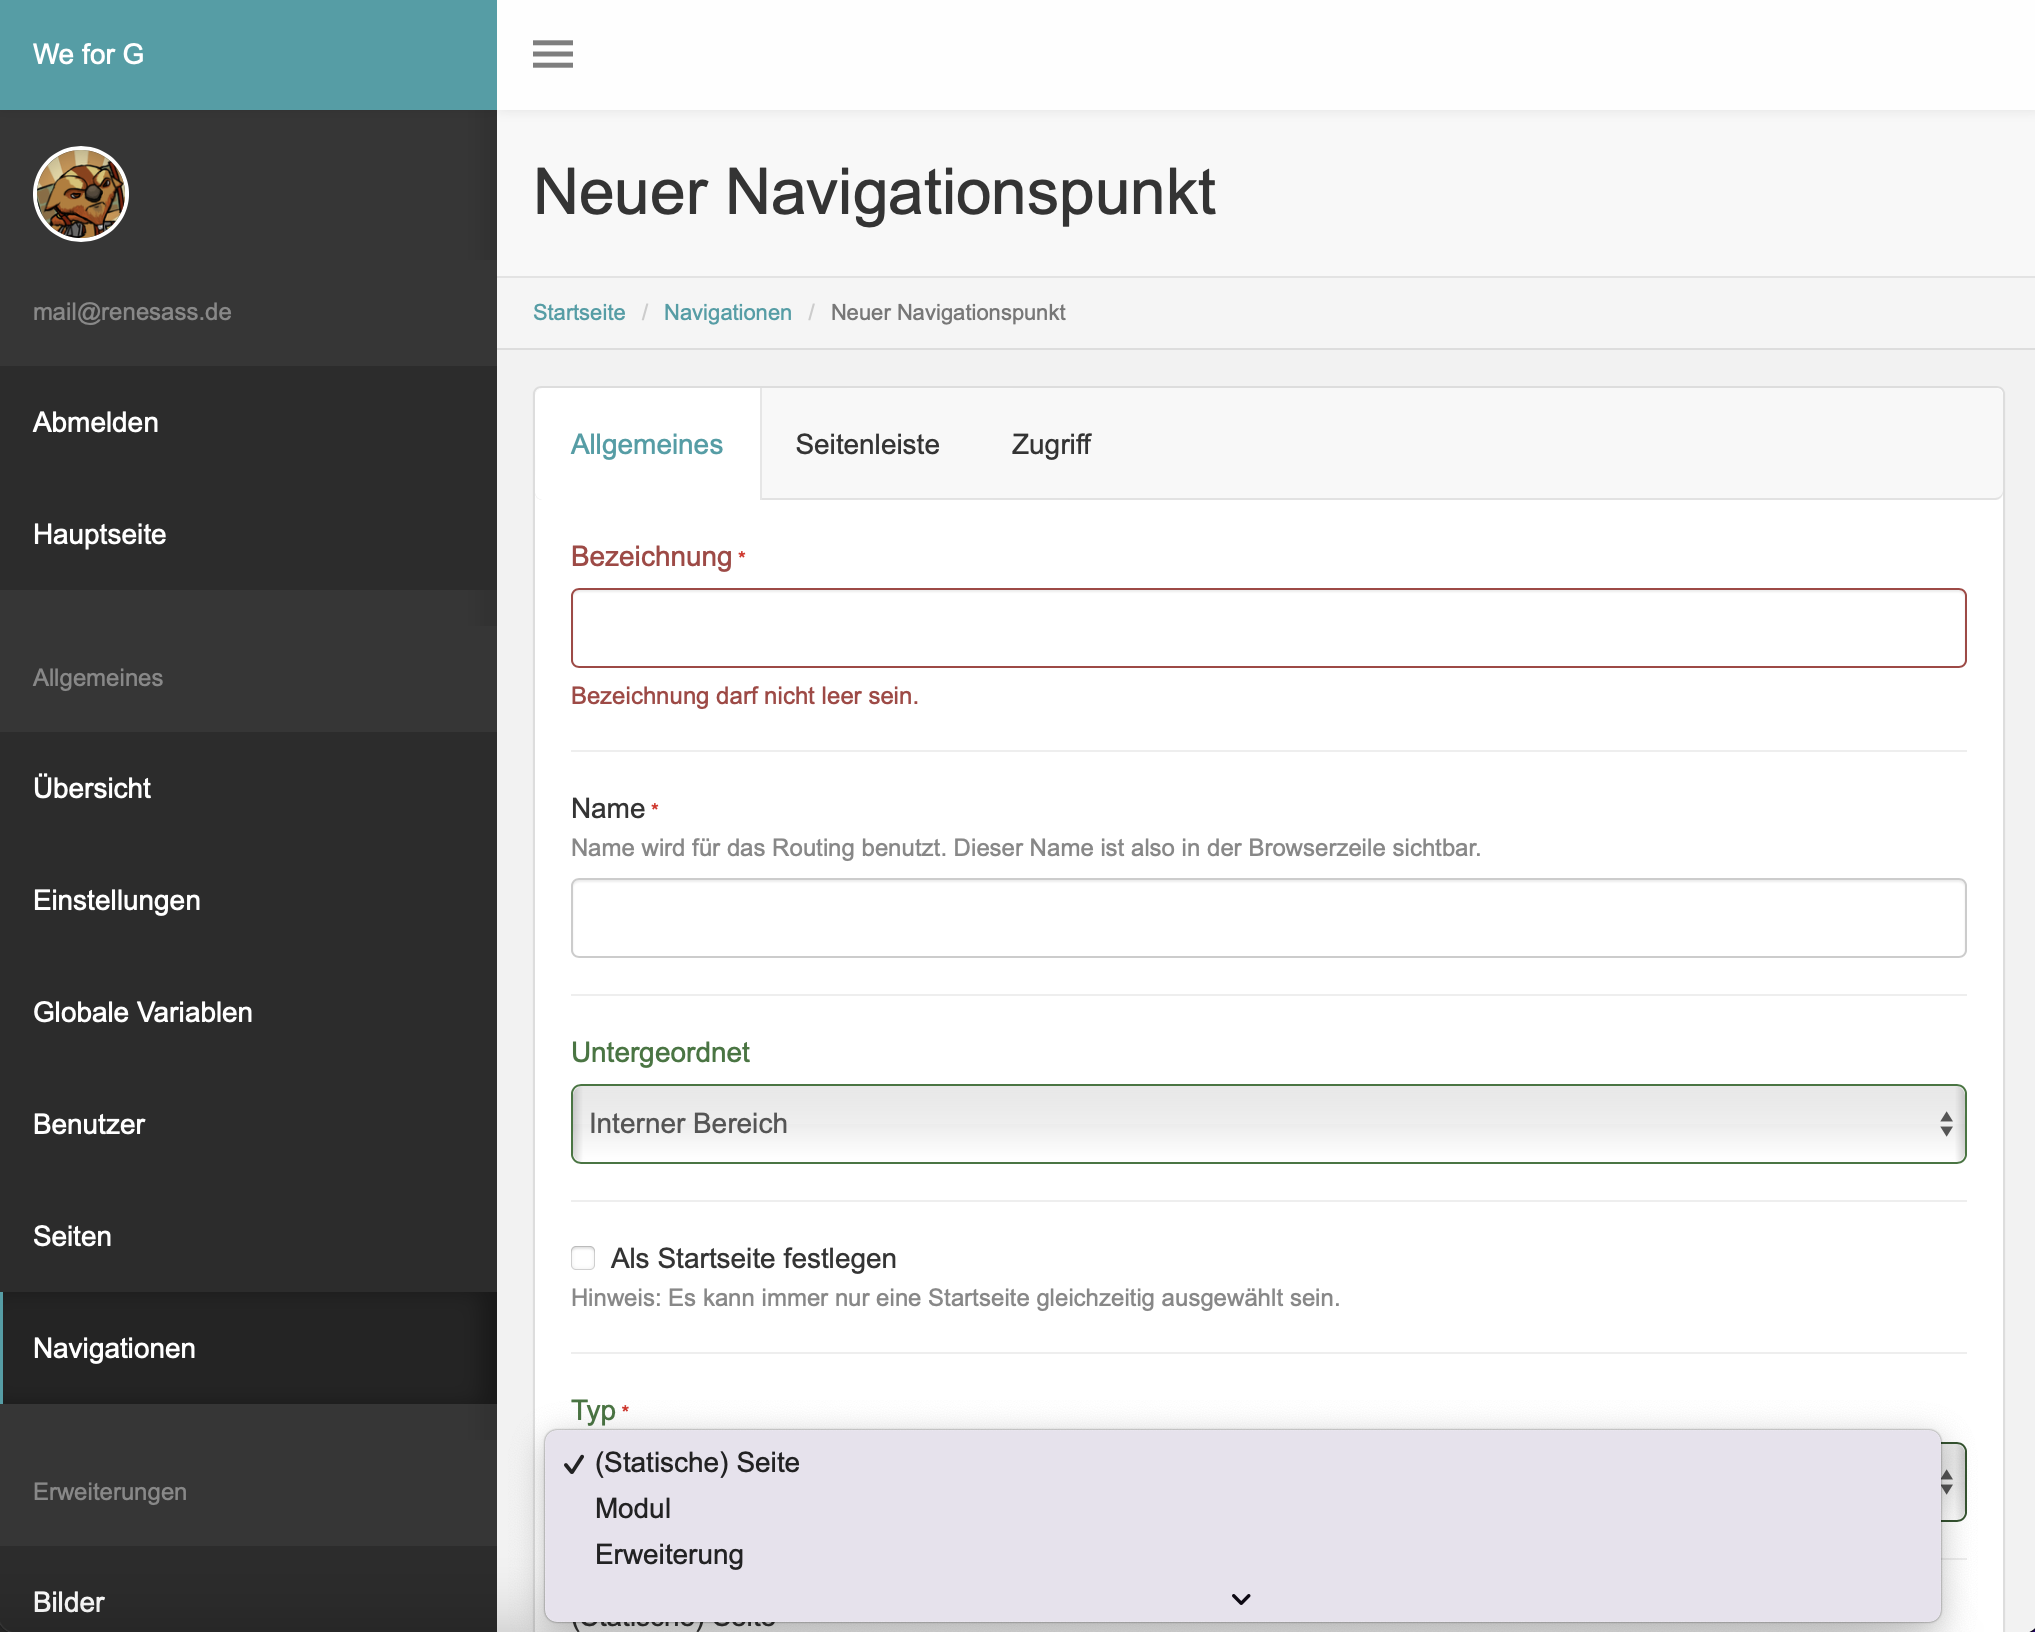 We for G
mail@renesass.de
Abmelden
Hauptseite
Allgemeines
Übersicht
Einstellungen
Globale Variablen
Benutzer
Seiten
Navigationen
Erweiterungen
Bilder
Neuer Navigationspunkt
Startseite / Navigationen / Neuer Navigationspunkt
Allgemeines Seitenleiste Zugriff
Bezeichnung *
Bezeichnung darf nicht leer sein.
Name *
Name wird für das Routing benutzt. Dieser Name ist also in der Browserzeile sichtbar.
Untergeordnet
Interner Bereich
Als Startseite festlegen
Hinweis: Es kann immer nur eine Startseite gleichzeitig ausgewählt sein.
Typ *
✓ (Statische) Seite
Modul
Erweiterung
(Statische) Seite